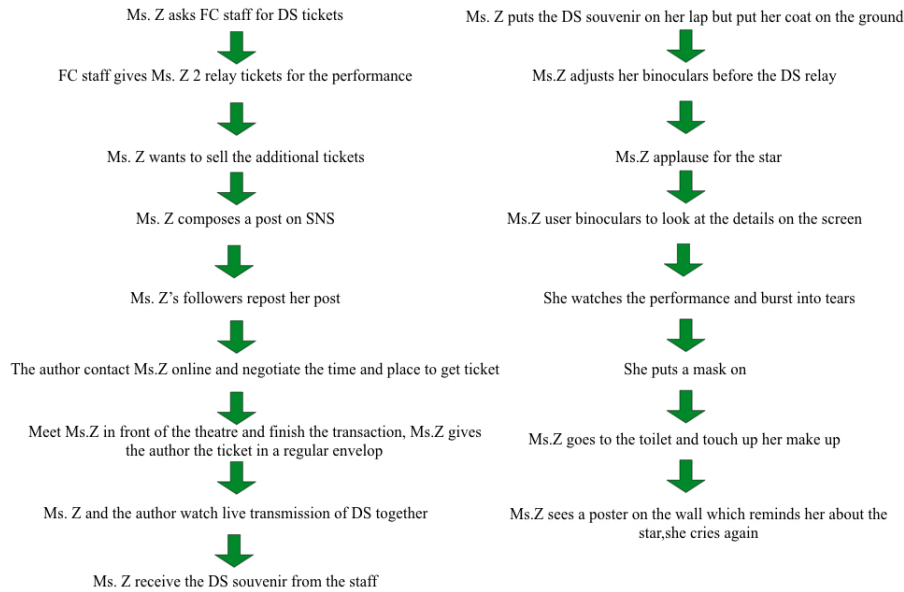 Ms. Z asks FC staff for DS tickets
FC staff gives Ms. Z 2 relay tickets for the performance
Ms. Z wants to sell the additional tickets
Ms. Z composes a post on SNS
Ms. Z’s followers repost her post
The author contact Ms.Z online and negotiate the time and place to get ticket
Meet Ms.Z in front of the theatre and finish the transaction, Ms.Z gives
the author the ticket in a regular envelop
Ms. Z and the author watch live transmission of DS together
Ms. Z receive the DS souvenir from the staff
Ms. Z puts the DS souvenir on her lap but put her coat on the ground
Ms.Z adjusts her binoculars before the DS relay
Ms.Z applause for the star
Ms.Z user binoculars to look at the details on the screen
She watches the performance and burst into tears
She puts a mask on
Ms.Z goes to the toilet and touch up her make up
Ms.Z sees a poster on the wall which reminds her about the
star,she cries again